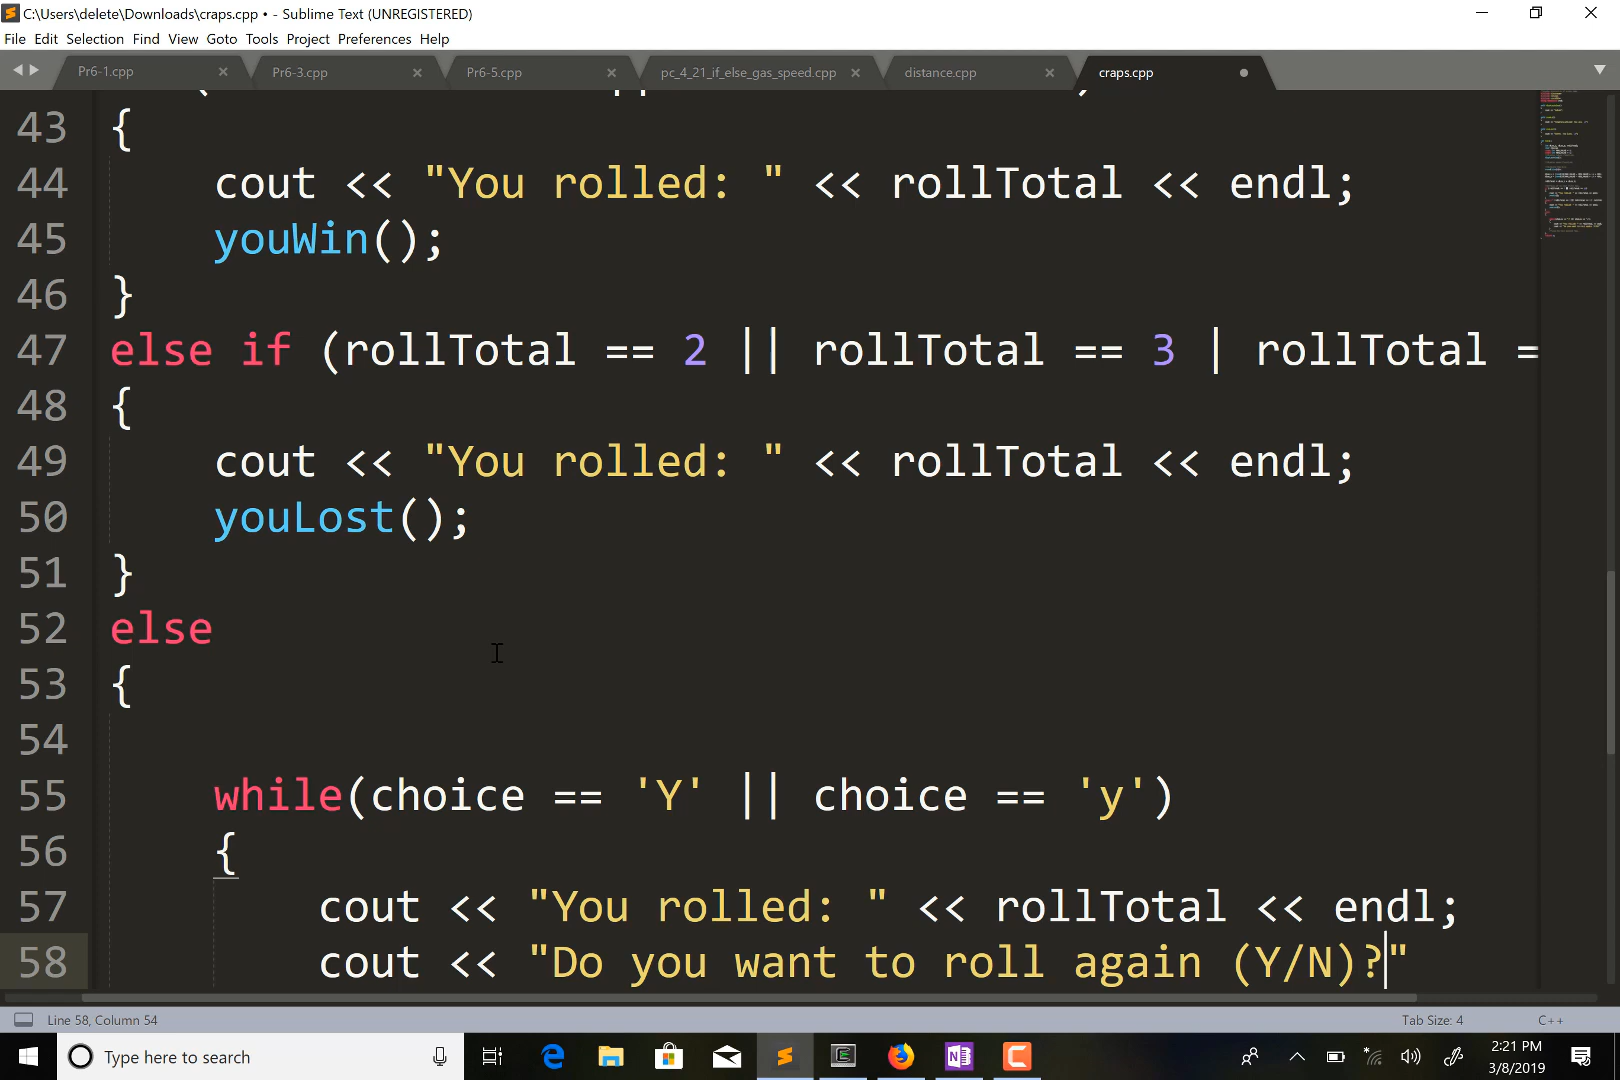 C:\Users\delete\Downloads\craps.cpp • - Sublime Text (UNREGISTERED)
File Edit Selection Find View Goto Tools Project Preferences Help
Pr6-1.cpp Pr6-3.cpp Pr6-5.cpp pc_4_21_if_else_gas_speed.cpp distance.cpp craps.cpp
43 {
44 cout << "You rolled: " << rollTotal << endl;
45 youWin();
46 }
47 else if (rollTotal == 2 || rollTotal == 3 | rollTotal =
48 {
49 cout << "You rolled: " << rollTotal << endl;
50 youLost();
51 }
52 else
53 {
54
55 while(choice == 'Y' || choice == 'y')
56 {
57 cout << "You rolled: " << rollTotal << endl;
58 cout << "Do you want to roll again (Y/N)?"
Line 58, Column 54 Tab Size: 4 C++
Type here to search
2:21 PM
3/8/2019